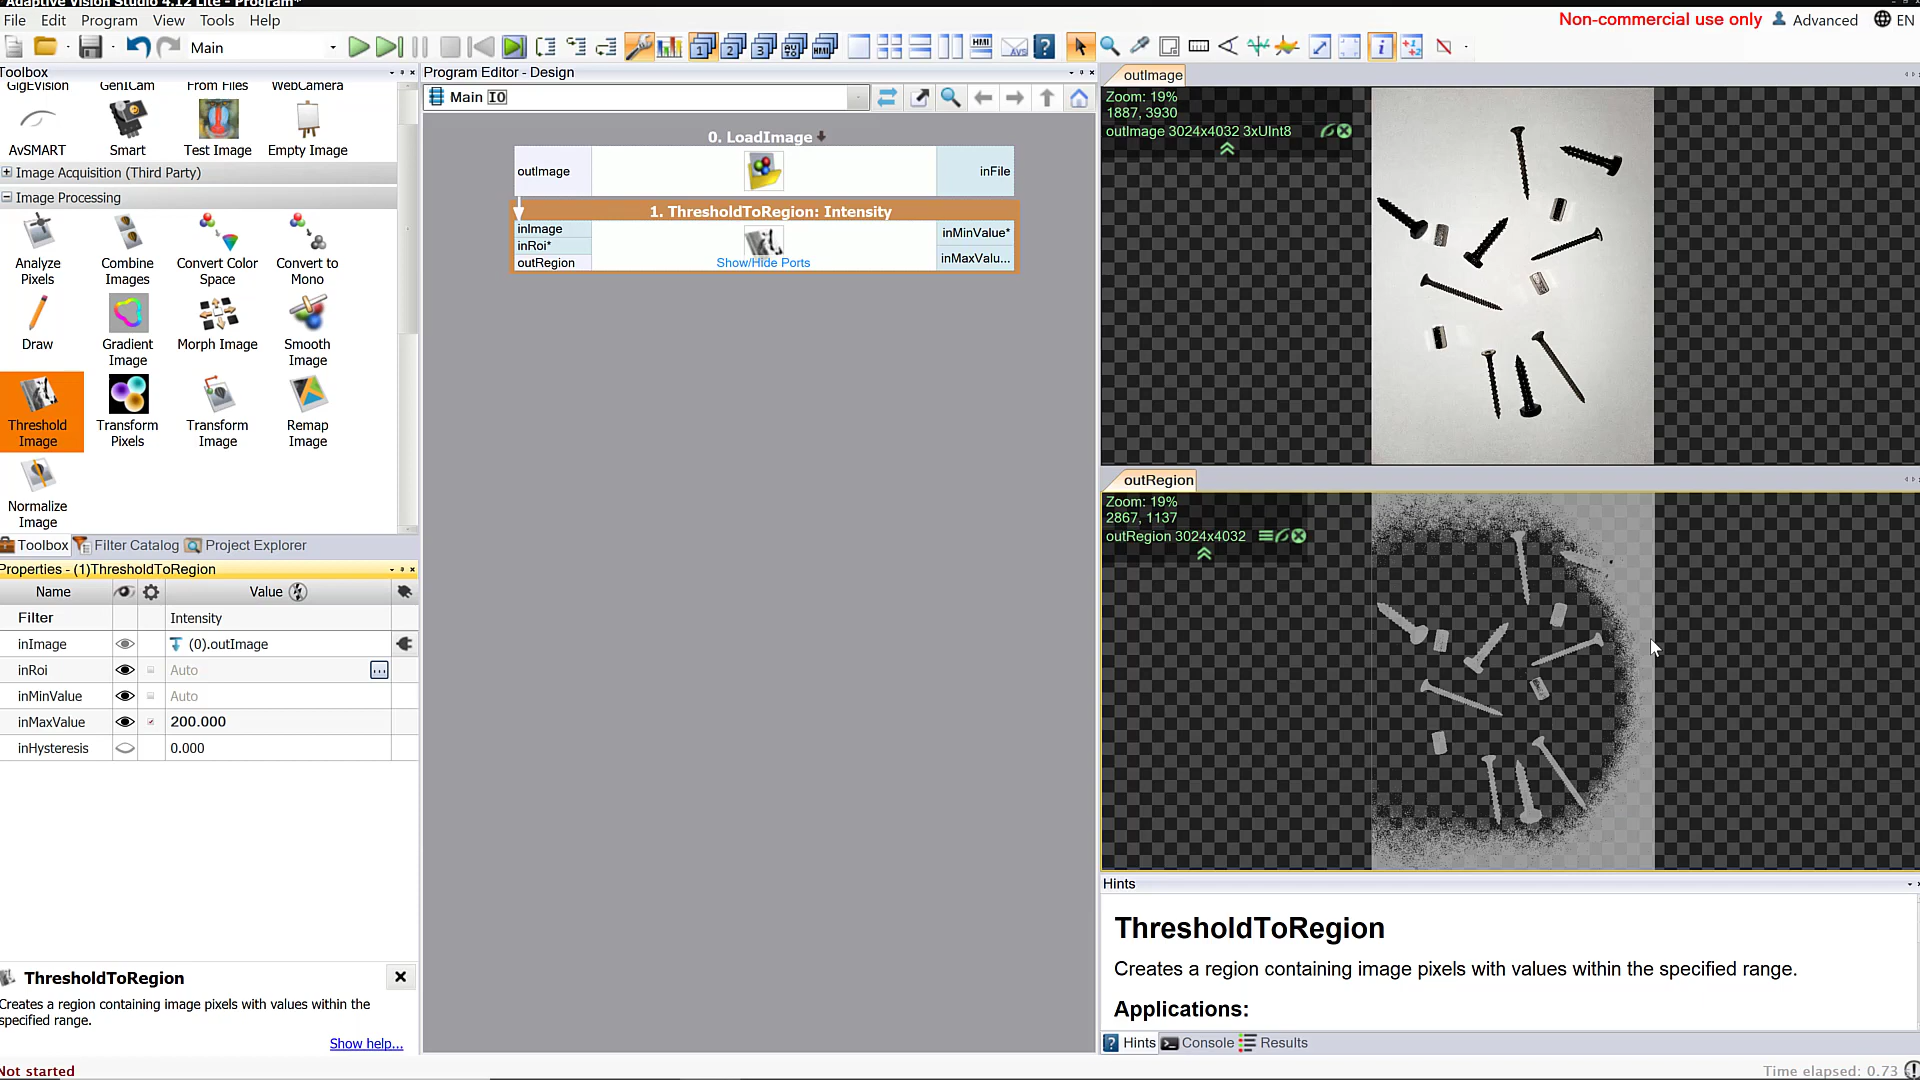 Adaptive Vision Studio 4.12 Lite - Program*
File Edit Program View Tools Help
Non-commercial use only Advanced EN
Main
Toolbox
GigEVision GenICam From Files WebCamera
AvSMART Smart Test Image Empty Image
Image Acquisition (Third Party)
Image Processing
Analyze Pixels Combine Images Convert Color Space Convert to Mono
Draw Gradient Image Morph Image Smooth Image
Threshold Image Transform Pixels Transform Image Remap Image
Normalize Image
Toolbox Filter Catalog Project Explorer
Properties - (1)ThresholdToRegion
Name Value
Filter Intensity
inImage (0).outImage
inRoi Auto ...
inMinValue Auto
inMaxValue 200.000
inHysteresis 0.000
ThresholdToRegion
Creates a region containing image pixels with values within the
specified range.
Show help...
Not started
Program Editor - Design
Main IO
0. LoadImage
outImage inFile
1. ThresholdToRegion: Intensity
inImage
inRoi*
outRegion
Show/Hide Ports
inMinValue*
inMaxValu...
outImage
Zoom: 19%
1887, 3930
outImage 3024x4032 3xUInt8
outRegion
Zoom: 19%
2867, 1137
outRegion 3024x4032
Hints
ThresholdToRegion
Creates a region containing image pixels with values within the specified range.
Applications:
Hints Console Results
Time elapsed: 0.73